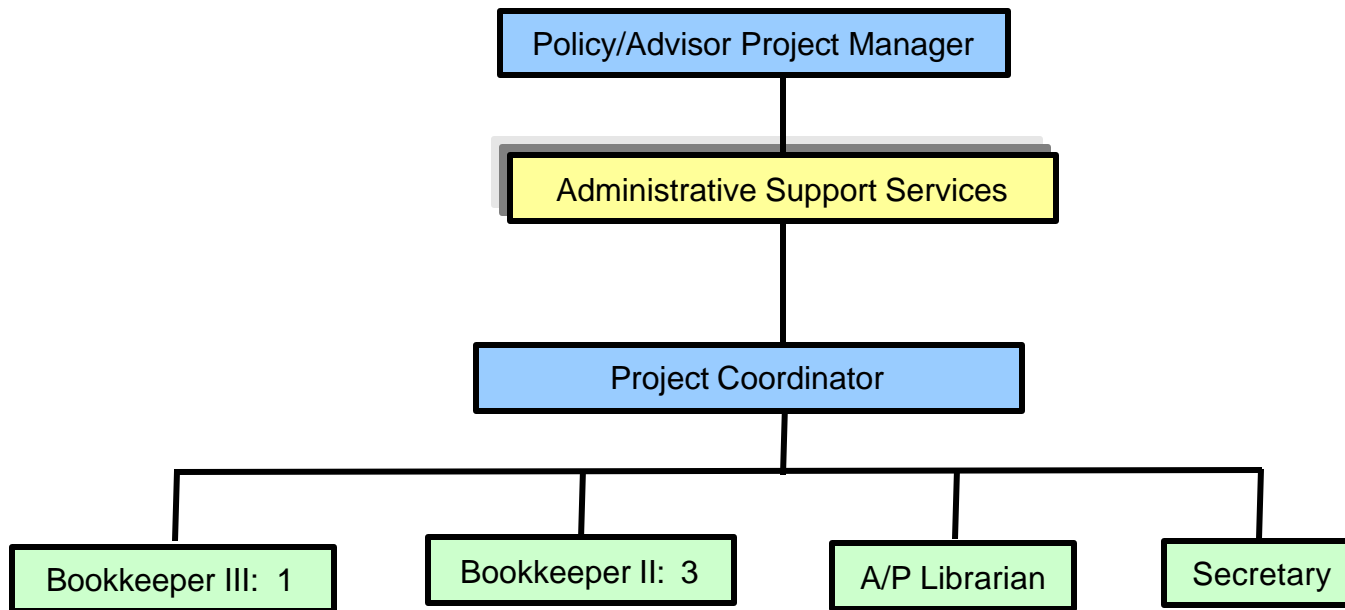 Policy/Advisor Project Manager
Administrative Support Services
Project Coordinator
Bookkeeper III: 1
Bookkeeper II: 3
A/P Librarian
Secretary